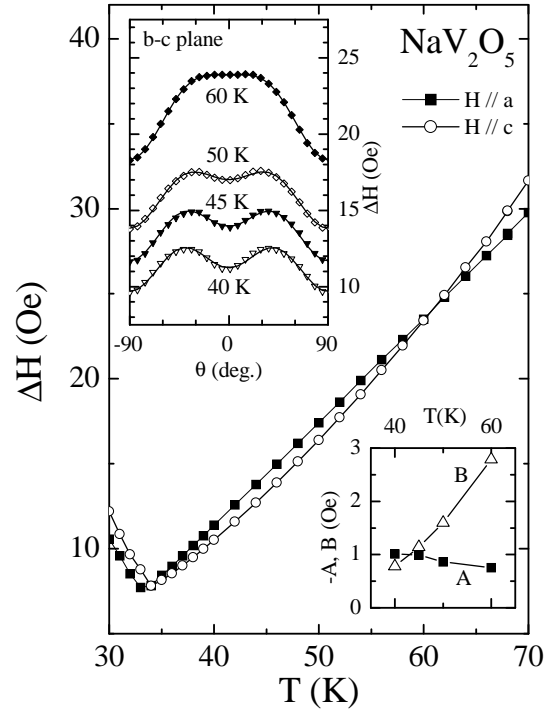 NaV₂O₅
H // a
H // c
40
30
20
10
ΔH (Oe)
30 40 50 60 70
T (K)
b-c plane
60 K
50 K
45 K
40 K
25
20
15
10
ΔH (Oe)
-90 0 90
θ (deg.)
T(K)
40 60
3
2
1
0
-A, B (Oe)
B
A